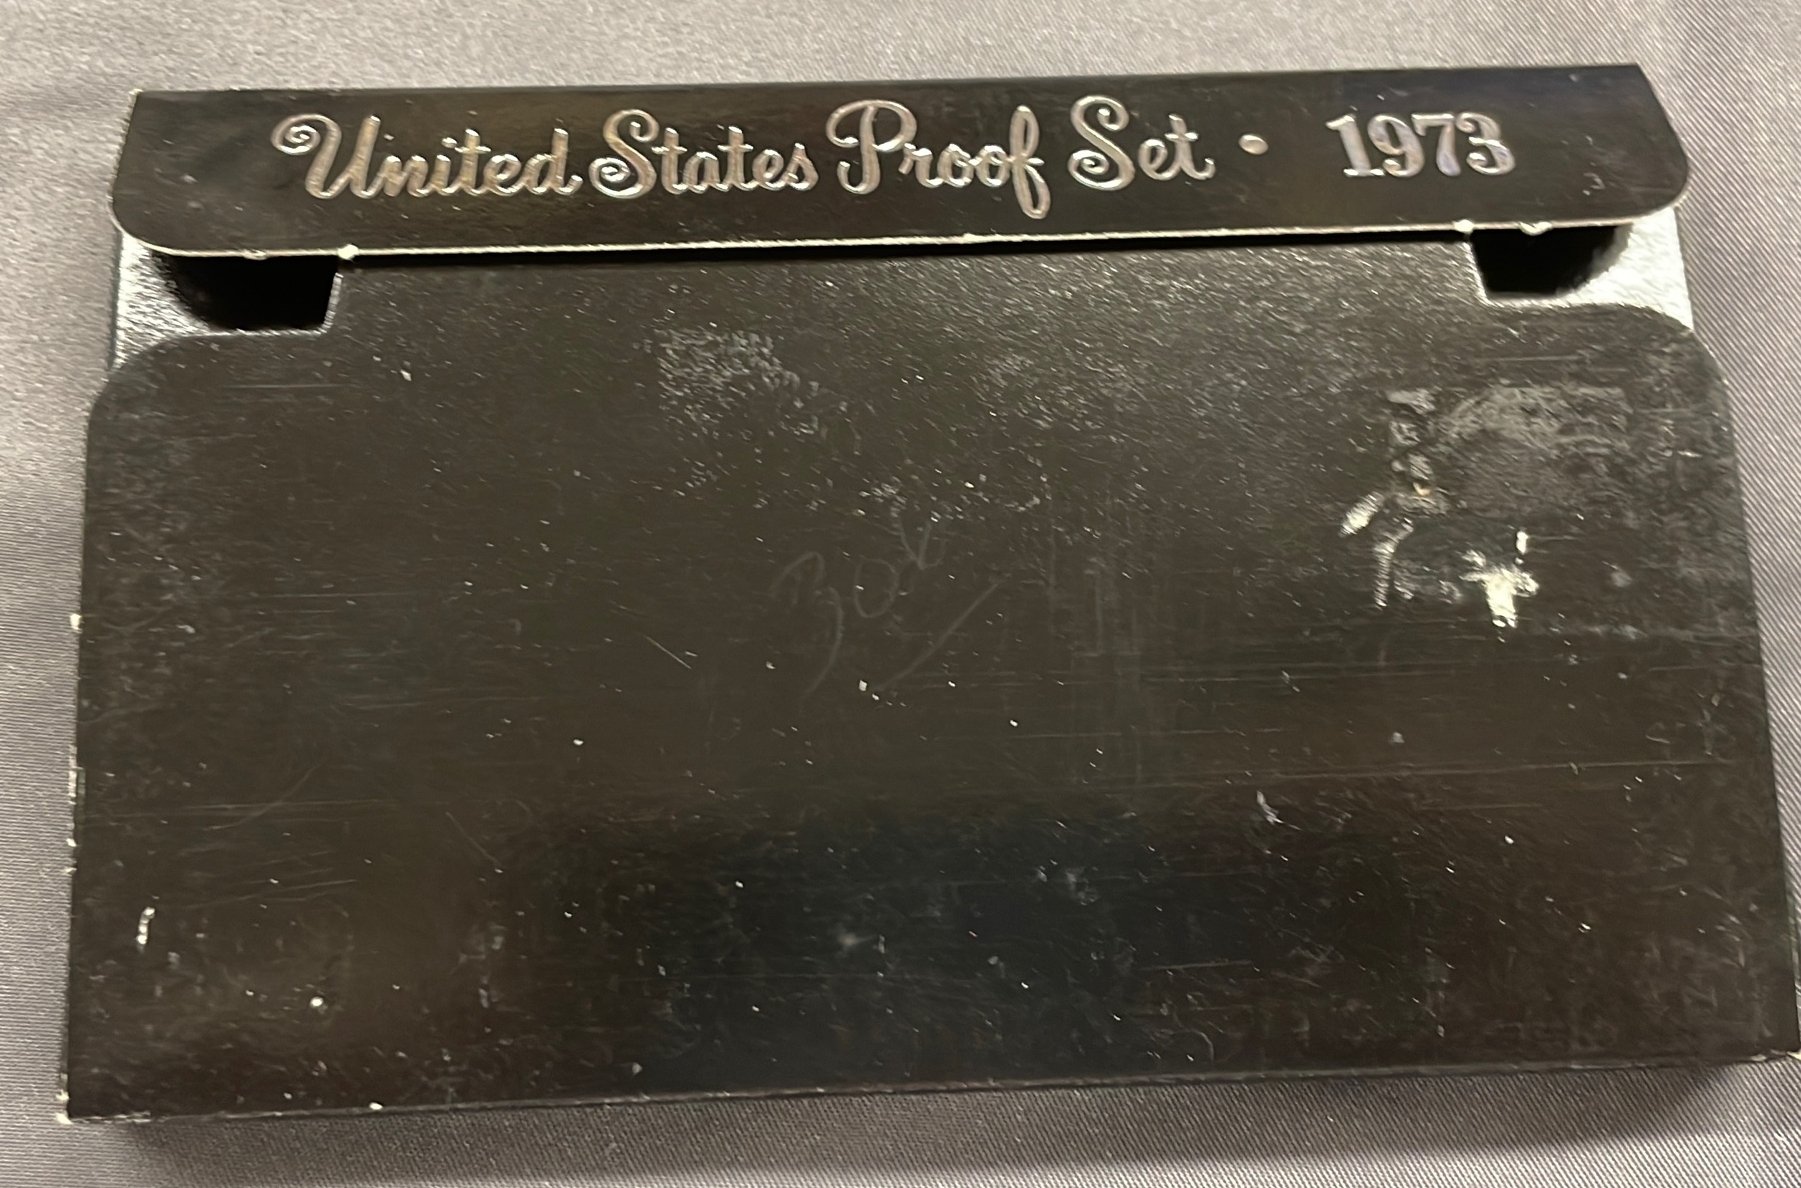 United States Proof Set • 1973